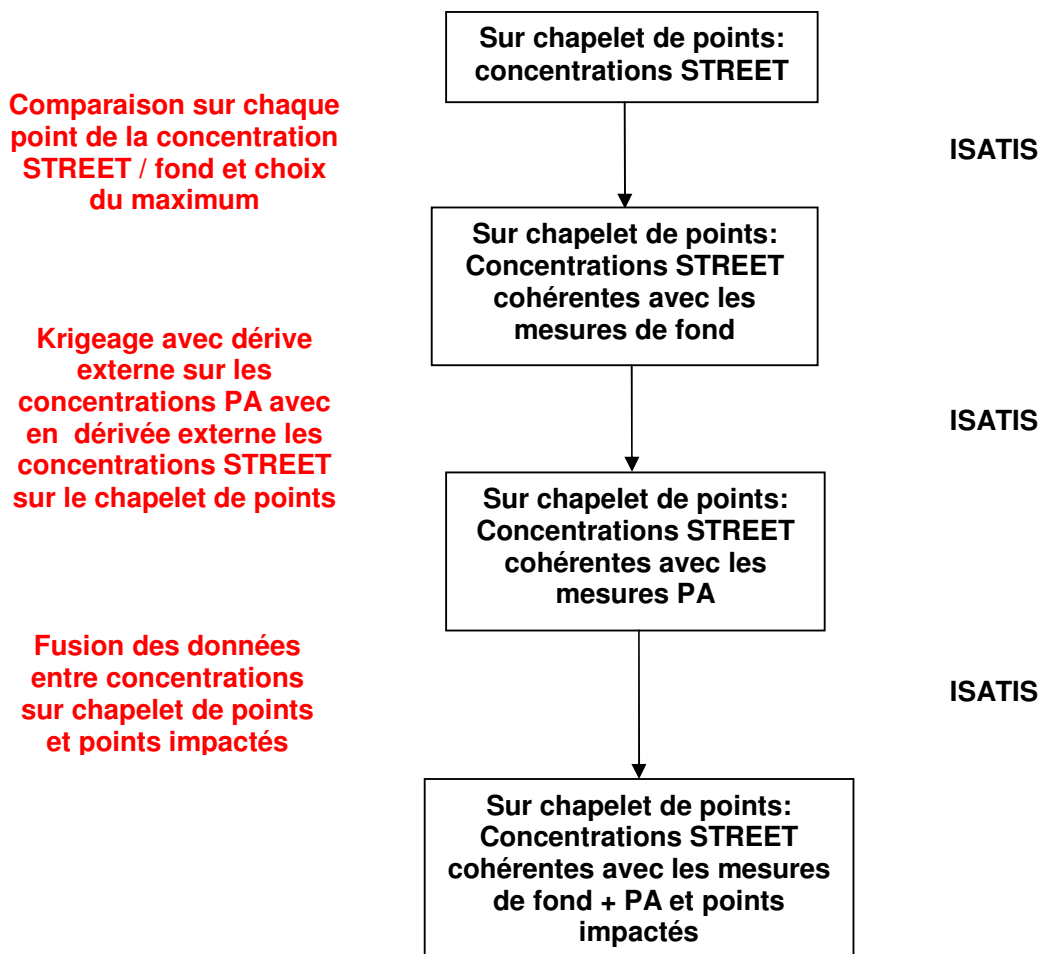 Sur chapelet de points:
concentrations STREET
Comparaison sur chaque
point de la concentration
STREET / fond et choix
du maximum
ISATIS
Sur chapelet de points:
Concentrations STREET
cohérentes avec les
mesures de fond
Krigeage avec dérive
externe sur les
concentrations PA avec
en dérivée externe les
concentrations STREET
sur le chapelet de points
ISATIS
Sur chapelet de points:
Concentrations STREET
cohérentes avec les
mesures PA
Fusion des données
entre concentrations
sur chapelet de points
et points impactés
ISATIS
Sur chapelet de points:
Concentrations STREET
cohérentes avec les mesures
de fond + PA et points
impactés